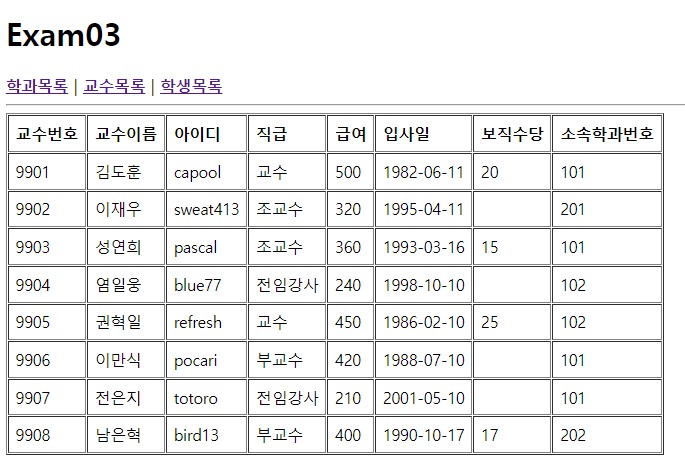 Exam03
학과목록 | 교수목록 | 학생목록
교수번호 교수이름 아이디 직급 급여 입사일 보직수당 소속학과번호
9901 김도훈 capool 교수 500 1982-06-11 20 101
9902 이재우 sweat413 조교수 320 1995-04-11 201
9903 성연희 pascal 조교수 360 1993-03-16 15 101
9904 염일웅 blue77 전임강사 240 1998-10-10 102
9905 권혁일 refresh 교수 450 1986-02-10 25 102
9906 이만식 pocari 부교수 420 1988-07-10 101
9907 전은지 totoro 전임강사 210 2001-05-10 101
9908 남은혁 bird13 부교수 400 1990-10-17 17 202